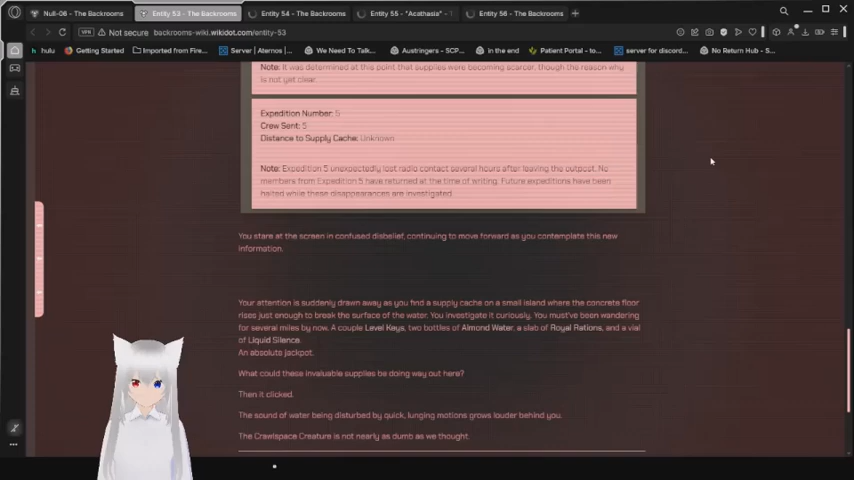 Null-06 - The Backrooms
Entity 53 - The Backrooms
Entity 54 - The Backrooms
Entity 55 - "Acathasia" - T
Entity 56 - The Backrooms
VPN
Not secure
backrooms-wiki.wikidot.com/entity-53
hulu
Getting Started
Imported from Fire...
Server | Aternos |...
We Need To Talk...
Austringers - SCP...
in the end
Patient Portal - to...
server for discord...
No Return Hub - S...
Note: It was determined at this point that supplies were becoming scarcer, though the reason why
is not yet clear.
Expedition Number: 5
Crew Sent: 5
Distance to Supply Cache: Unknown
Note: Expedition 5 unexpectedly lost radio contact several hours after leaving the outpost. No
members from Expedition 5 have returned at the time of writing. Future expeditions have been
halted while these disappearances are investigated.
You stare at the screen in confused disbelief, continuing to move forward as you contemplate this new
information.
Your attention is suddenly drawn away as you find a supply cache on a small island where the concrete floor
rises just enough to break the surface of the water. You investigate it curiously. You must've been wandering
for several miles by now. A couple Level Keys, two bottles of Almond Water, a slab of Royal Rations, and a vial
of Liquid Silence.
An absolute jackpot.
What could these invaluable supplies be doing way out here?
Then it clicked.
The sound of water being disturbed by quick, lunging motions grows louder behind you.
The Crawlspace Creature is not nearly as dumb as we thought.